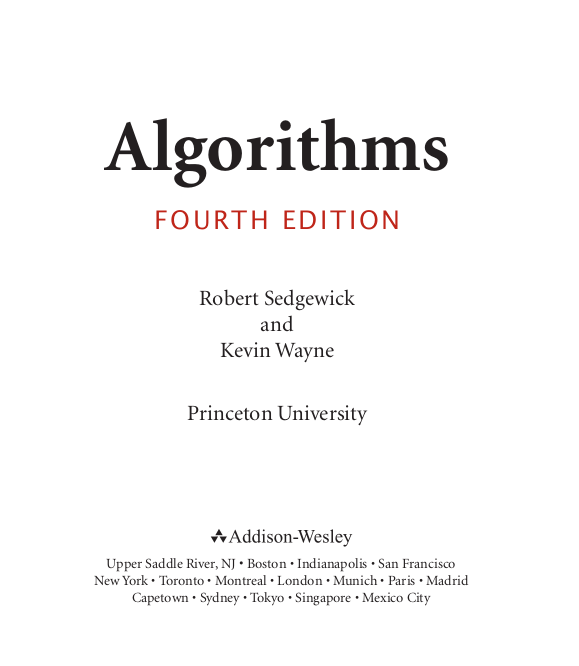 Algorithms
FOURTH EDITION
Robert Sedgewick
and
Kevin Wayne
Princeton University
Addison-Wesley
Upper Saddle River, NJ • Boston • Indianapolis • San Francisco
New York • Toronto • Montreal • London • Munich • Paris • Madrid
Capetown • Sydney • Tokyo • Singapore • Mexico City